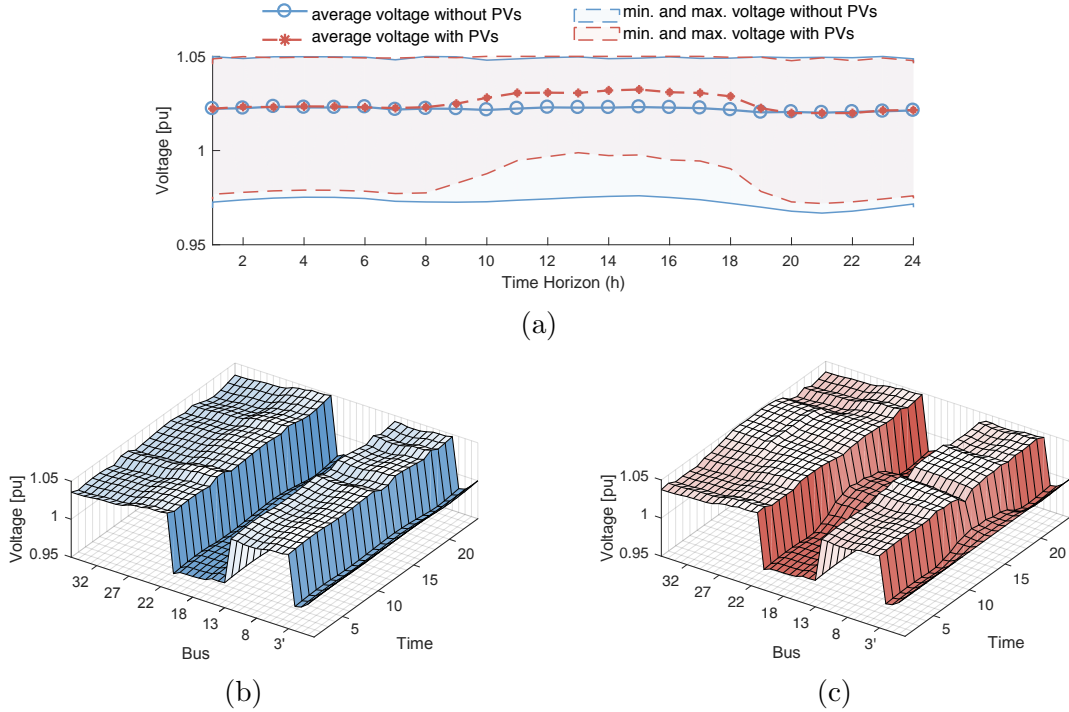 average voltage without PVs
min. and max. voltage without PVs
average voltage with PVs
min. and max. voltage with PVs
1.05
1
0.95
Voltage [pu]
2 4 6 8 10 12 14 16 18 20 22 24
Time Horizon (h)
(a)
1.05
1
0.95
Voltage [pu]
32 27 22 18 13 8 3'
Bus
5 10 15 20
Time
(b)
1.05
1
0.95
Voltage [pu]
32 27 22 18 13 8 3'
Bus
5 10 15 20
Time
(c)